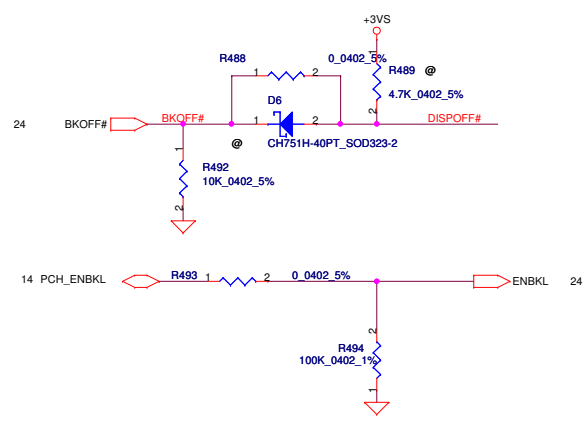 +3VS
R488
0_0402_5%
1
2
1
R489 @
4.7K_0402_5%
2
D6
24
BKOFF#
BKOFF#
1
2
DISPOFF#
@
CH751H-40PT_SOD323-2
1
R492
10K_0402_5%
2
14 PCH_ENBKL
R493
1
2
0_0402_5%
ENBKL
24
2
R494
100K_0402_1%
1